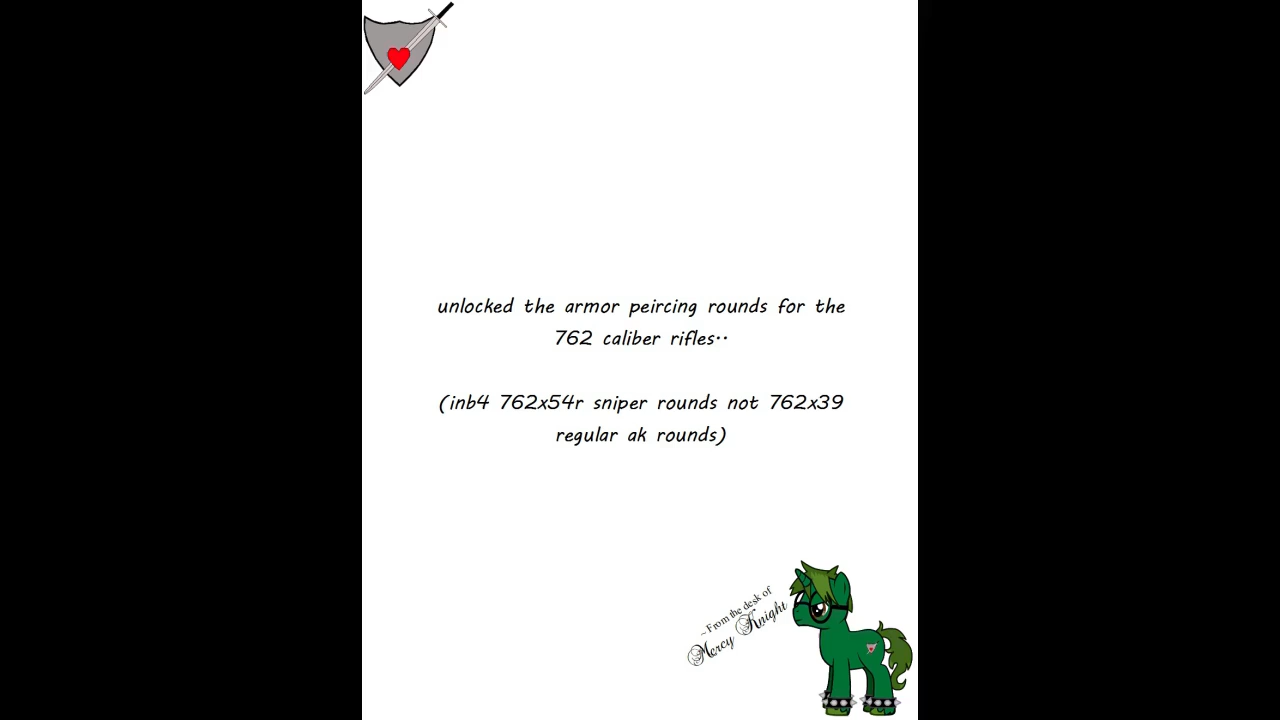 unlocked the armor peircing rounds for the
762 caliber rifles..
(inb4 762x54r sniper rounds not 762x39
regular ak rounds)
~ From the desk of
Mercy Knight